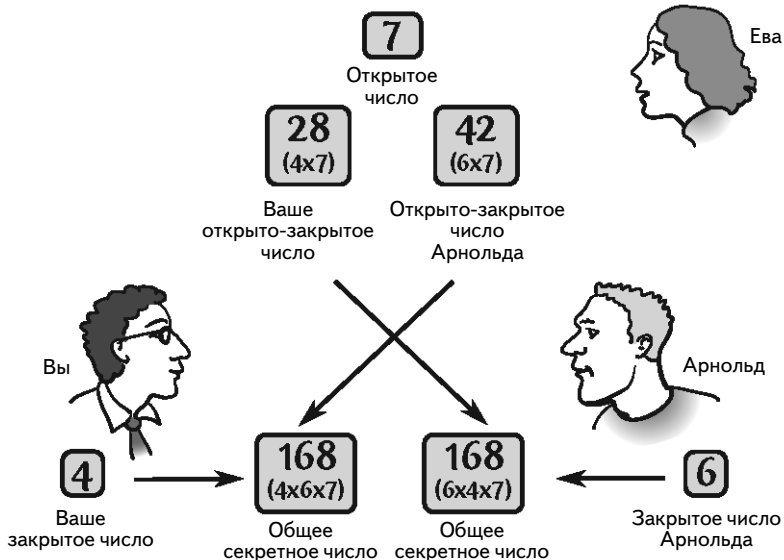 7
Открытое
число
Ева
28
(4x7)
42
(6x7)
Ваше
открыто-закрытое
число
Открыто-закрытое
число
Арнольда
Вы
Арнольд
4
168
(4x6x7)
168
(6x4x7)
6
Ваше
закрытое число
Общее
секретное число
Общее
секретное число
Закрытое число
Арнольда